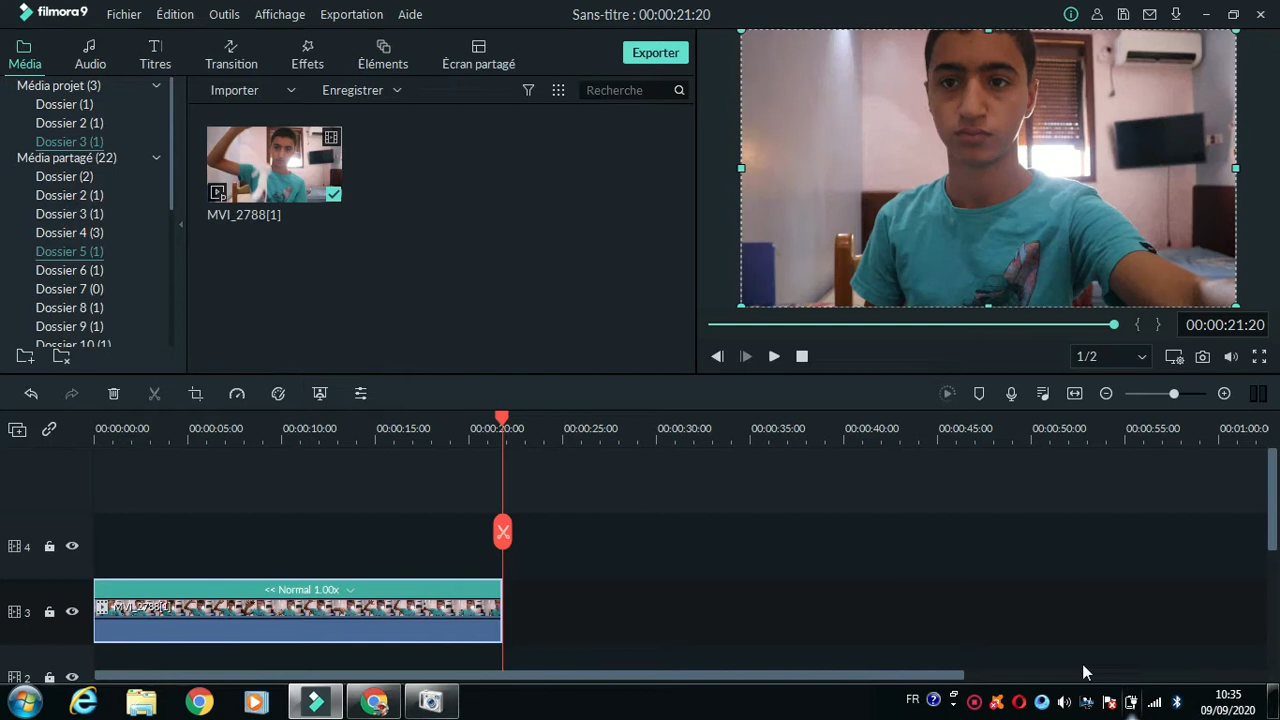 filmora9 Fichier Édition Outils Affichage Exportation Aide Sans-titre : 00:00:21:20
Média Audio Titres Transition Effets Éléments Écran partagé Exporter
Média projet (3)
Dossier (1)
Dossier 2 (1)
Dossier 3 (1)
Média partagé (22)
Dossier (2)
Dossier 2 (1)
Dossier 3 (1)
Dossier 4 (3)
Dossier 5 (1)
Dossier 6 (1)
Dossier 7 (0)
Dossier 8 (1)
Dossier 9 (1)
Dossier 10 (1)
Importer Enregistrer Recherche
MVI_2788[1]
00:00:21:20
1/2
00:00:00:00 00:00:05:00 00:00:10:00 00:00:15:00 00:00:20:00 00:00:25:00 00:00:30:00 00:00:35:00 00:00:40:00 00:00:45:00 00:00:50:00 00:00:55:00 00:01:00:00
4
<< Normal 1.00x
MVI_2788[1]
3
2
FR 10:35
09/09/2020